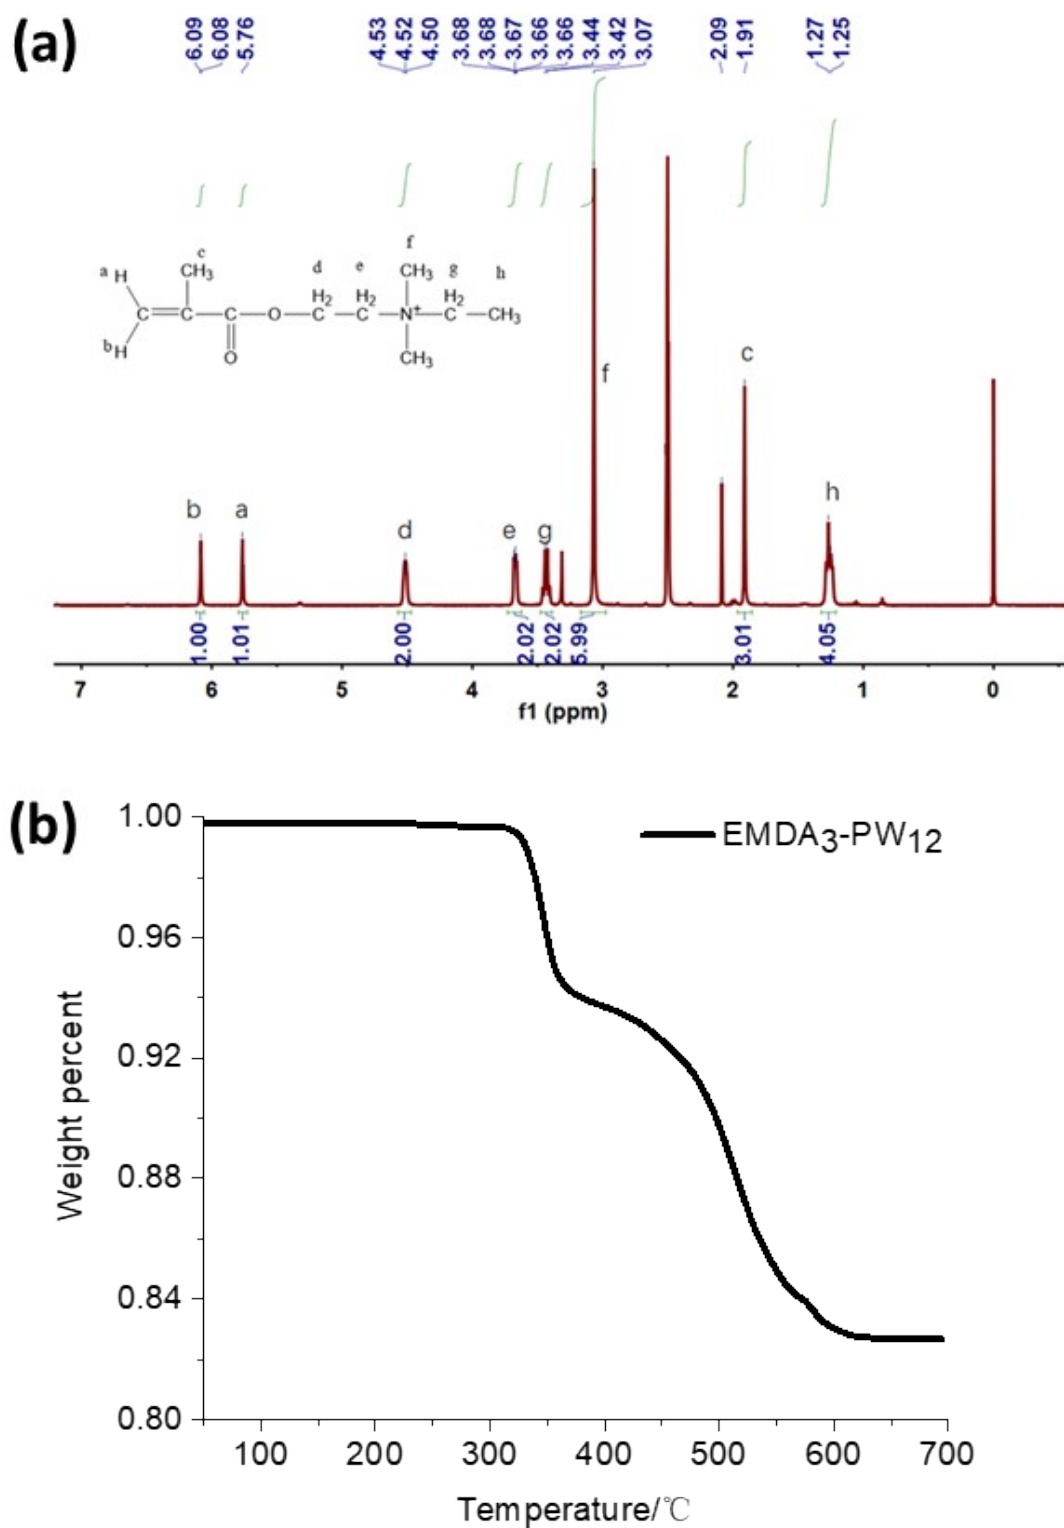 (a)
6.09 6.08 5.76 4.53 4.52 4.50 3.68 3.68 3.67 3.66 3.66 3.44 3.42 3.07 2.09 1.91 1.27 1.25
f
c d e CH3 g h
a H CH3 H2 H2 H2
O N+ CH3
b H O CH3
c
f
b a d e g h
1.00 1.01 2.00 2.02 2.02 5.99 3.01 4.05
7 6 5 4 3 2 1 0
f1 (ppm)
(b)
EMDA3-PW12
1.00
0.96
0.92
0.88
0.84
0.80
Weight percent
100 200 300 400 500 600 700
Temperature/℃